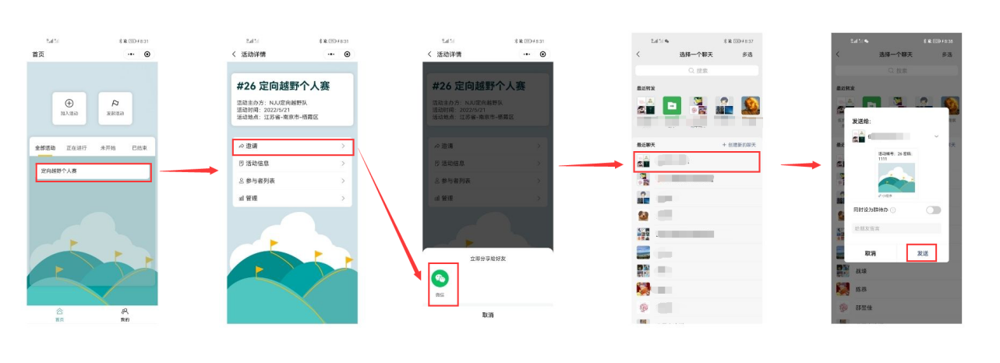 8:31
首页
加入活动
发起活动
全部活动 正在进行 未开始 已结束
定向越野个人赛
首页 我的
8:31
活动详情
#26 定向越野个人赛
活动主办方：NJU定向越野队
活动时间：2022/5/21
活动地点：江苏省-南京市-栖霞区
邀请
活动信息
参与者列表
管理
8:31
活动详情
#26 定向越野个人赛
活动主办方：NJU定向越野队
活动时间：2022/5/21
活动地点：江苏省-南京市-栖霞区
邀请
活动信息
参与者列表
管理
立即分享给好友
微信
取消
8:37
选择一个聊天 多选
搜索
最近转发
最近聊天 + 创建新的聊天
8:38
选择一个聊天 多选
搜索
最近转发
发送给：
活动编号：26 密码：
1111
小程序
同时设为群待办
给朋友留言
取消 发送
战壕
陈恭